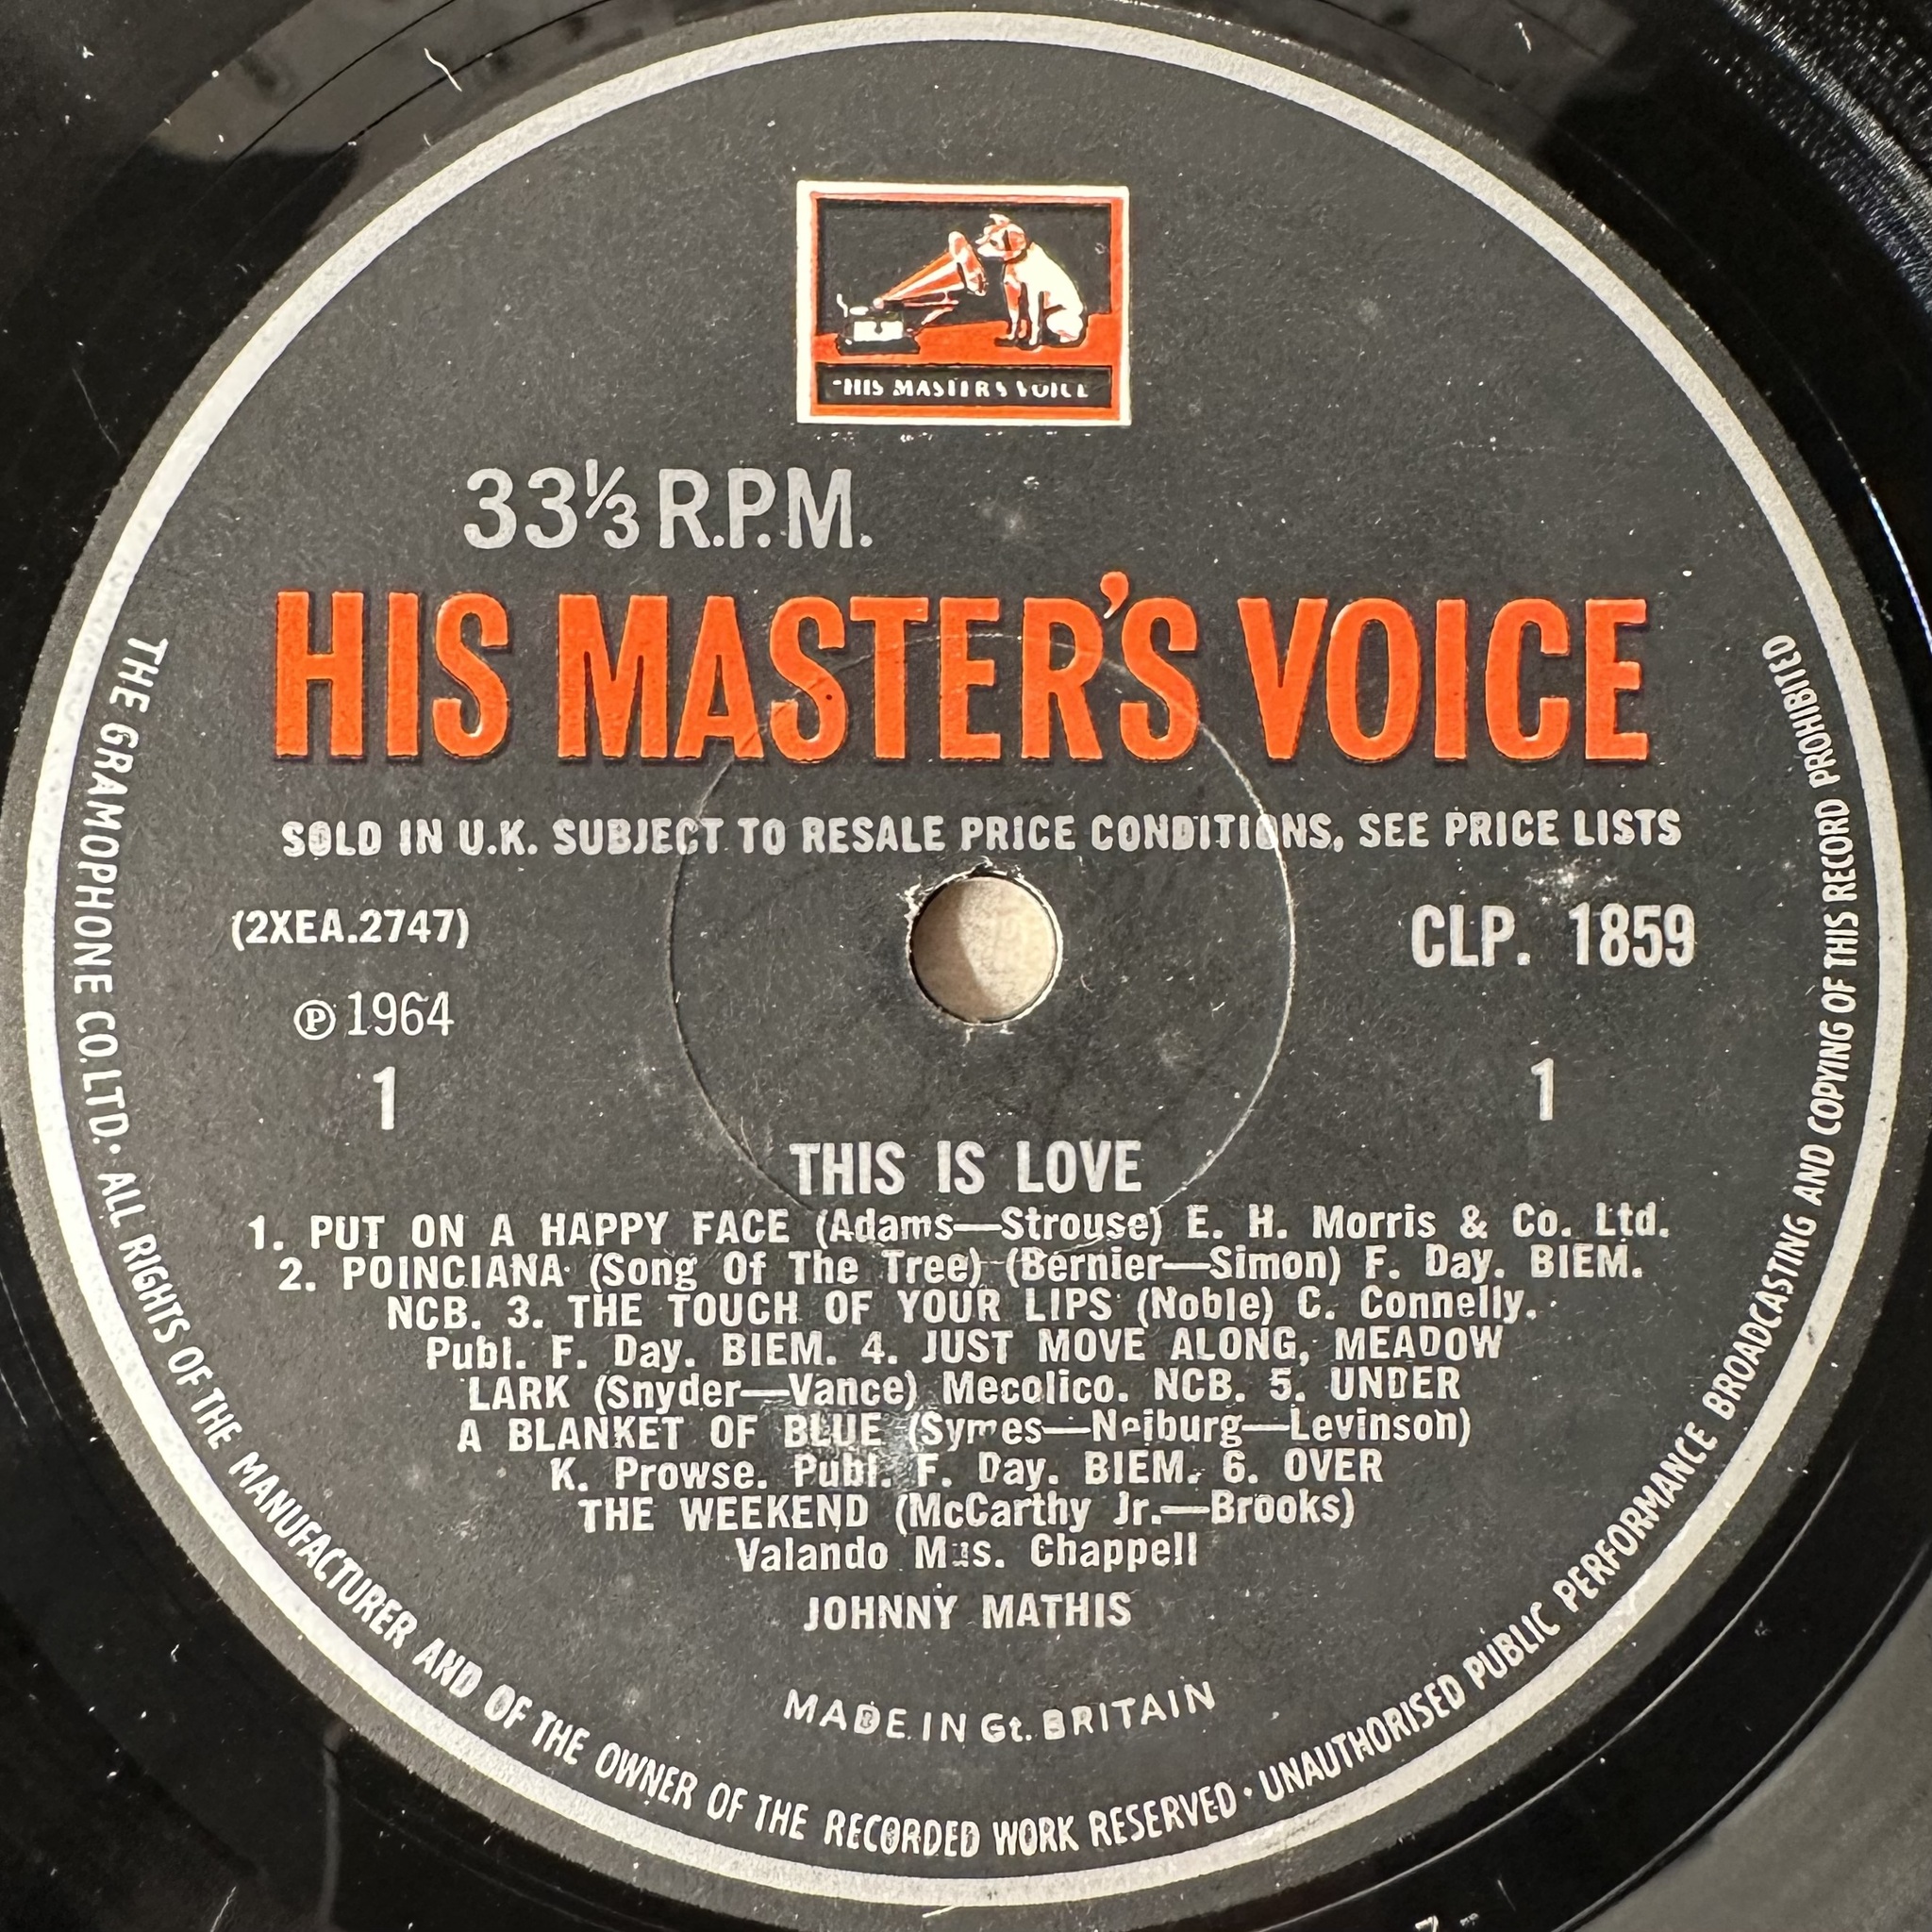 "HIS MASTER'S VOICE"
33⅓ R.P.M.
HIS MASTER'S VOICE
SOLD IN U.K. SUBJECT TO RESALE PRICE CONDITIONS, SEE PRICE LISTS
(2XEA.2747)
CLP. 1859
℗ 1964
1
1
THIS IS LOVE
1. PUT ON A HAPPY FACE (Adams—Strouse) E. H. Morris & Co. Ltd.
2. POINCIANA (Song Of The Tree) (Bernier—Simon) F. Day. BIEM.
NCB. 3. THE TOUCH OF YOUR LIPS (Noble) C. Connelly.
Publ. F. Day. BIEM. 4. JUST MOVE ALONG, MEADOW
LARK (Snyder—Vance) Mecolico. NCB. 5. UNDER
A BLANKET OF BLUE (Symes—Neiburg—Levinson)
K. Prowse. Publ. F. Day. BIEM. 6. OVER
THE WEEKEND (McCarthy Jr.—Brooks)
Valando Mus. Chappell
JOHNNY MATHIS
MADE IN Gt. BRITAIN
THE GRAMOPHONE CO. LTD. · ALL RIGHTS OF THE MANUFACTURER AND OF THE OWNER OF THE RECORDED WORK RESERVED · UNAUTHORISED PUBLIC PERFORMANCE BROADCASTING AND COPYING OF THIS RECORD PROHIBITED